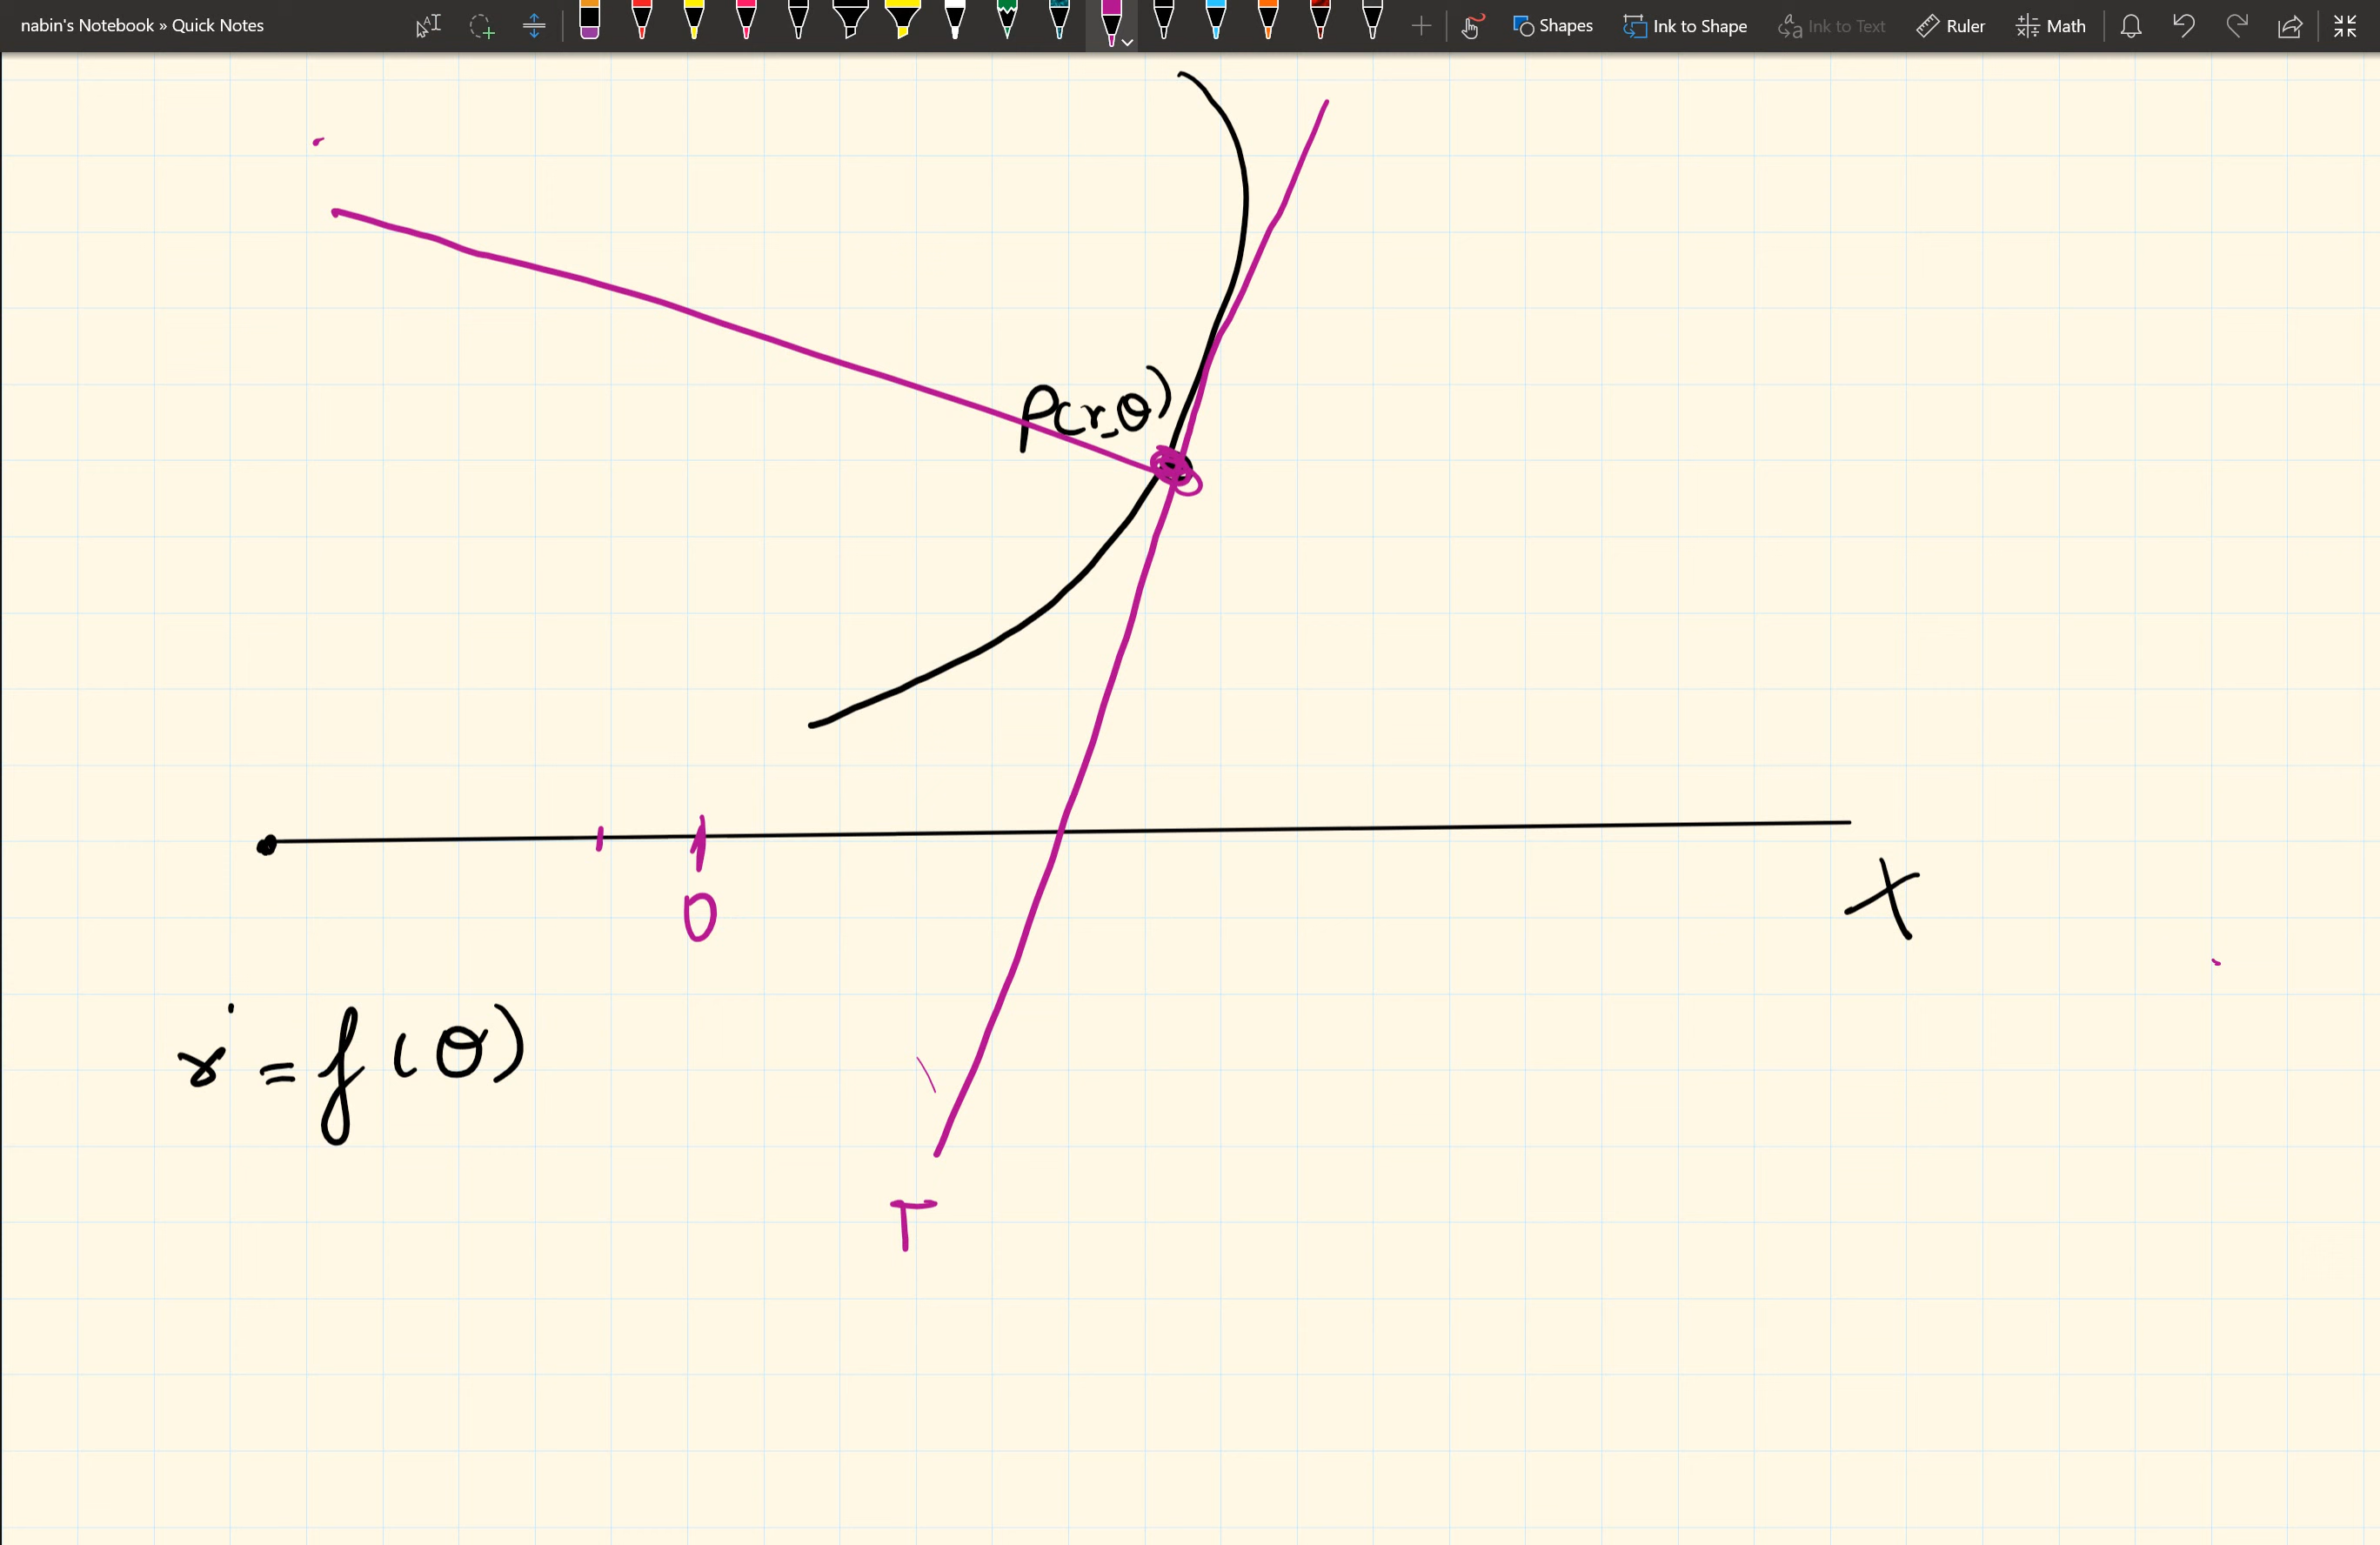 nabin's Notebook » Quick Notes
Shapes
Ink to Shape
Ink to Text
Ruler
Math
P(r,θ)
O
X
r = f(θ)
T